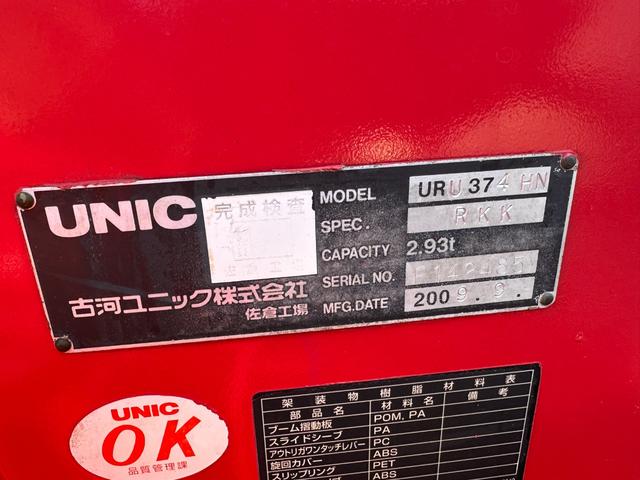 UNIC
完成検査
MODEL URU374HN
SPEC. RKK
CAPACITY 2.93t
SERIAL NO.
MFG.DATE 2009.9.
古河ユニック株式会社
佐倉工場
UNIC
OK
品質管理課
架装物樹脂材料表
部品名 材料名 備考
ブーム摺動板 POM, PA
スライドシーブ PA
アウトリガワンタッチレバー PC
旋回カバー ABS
スリップリング PET
ABS